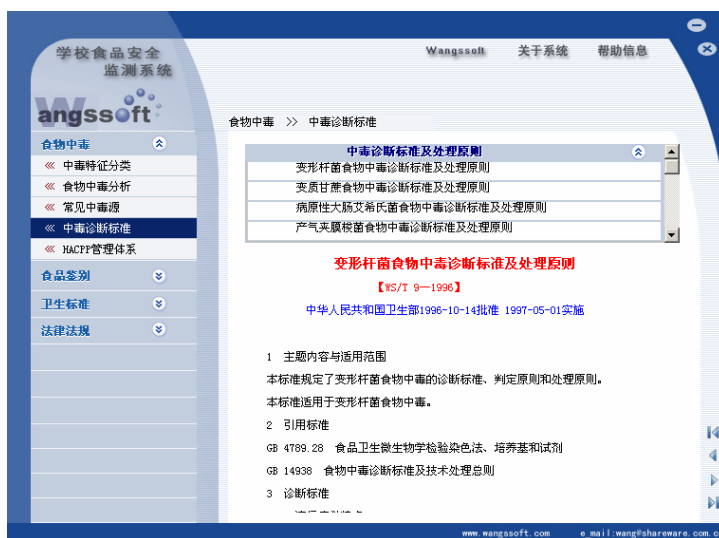 学校食品安全
监测系统
Wangssoft 关于系统 帮助信息
angssoft
食物中毒 >> 中毒诊断标准
食物中毒
中毒特征分类
食物中毒分析
常见中毒源
中毒诊断标准
HACPP管理体系
食品鉴别
卫生标准
法律法规
中毒诊断标准及处理原则
变形杆菌食物中毒诊断标准及处理原则
变质甘蔗食物中毒诊断标准及处理原则
病原性大肠艾希氏菌食物中毒诊断标准及处理原则
产气夹膜梭菌食物中毒诊断标准及处理原则
变形杆菌食物中毒诊断标准及处理原则
【WS/T 9—1996】
中华人民共和国卫生部1996-10-14批准 1997-05-01实施
1 主题内容与适用范围
本标准规定了变形杆菌食物中毒的诊断标准、判定原则和处理原则。
本标准适用于变形杆菌食物中毒。
2 引用标准
GB 4789.28 食品卫生微生物学检验染色法、培养基和试剂
GB 14938 食物中毒诊断标准及技术处理总则
3 诊断标准
www.wangssoft.com e_mail:wang@shareware.com.c